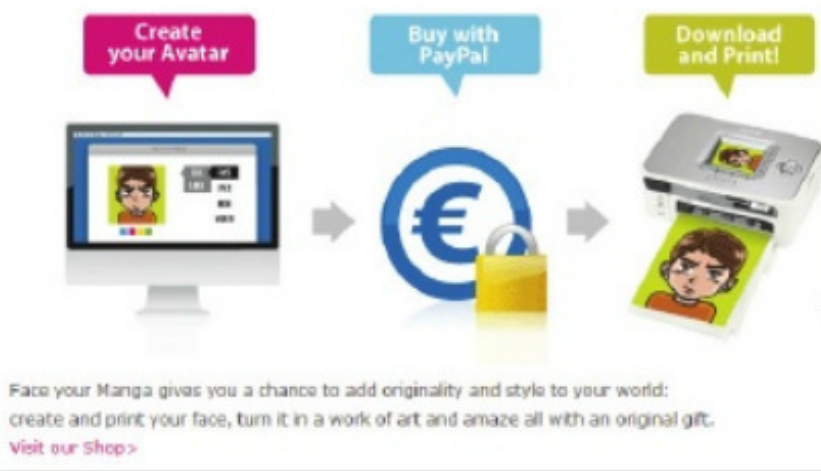 Create
your Avatar
Buy with
PayPal
Download
and Print!
Face your Manga gives you a chance to add originality and style to your world:
create and print your face, turn it in a work of art and amaze all with an original gift.
Visit our Shop>